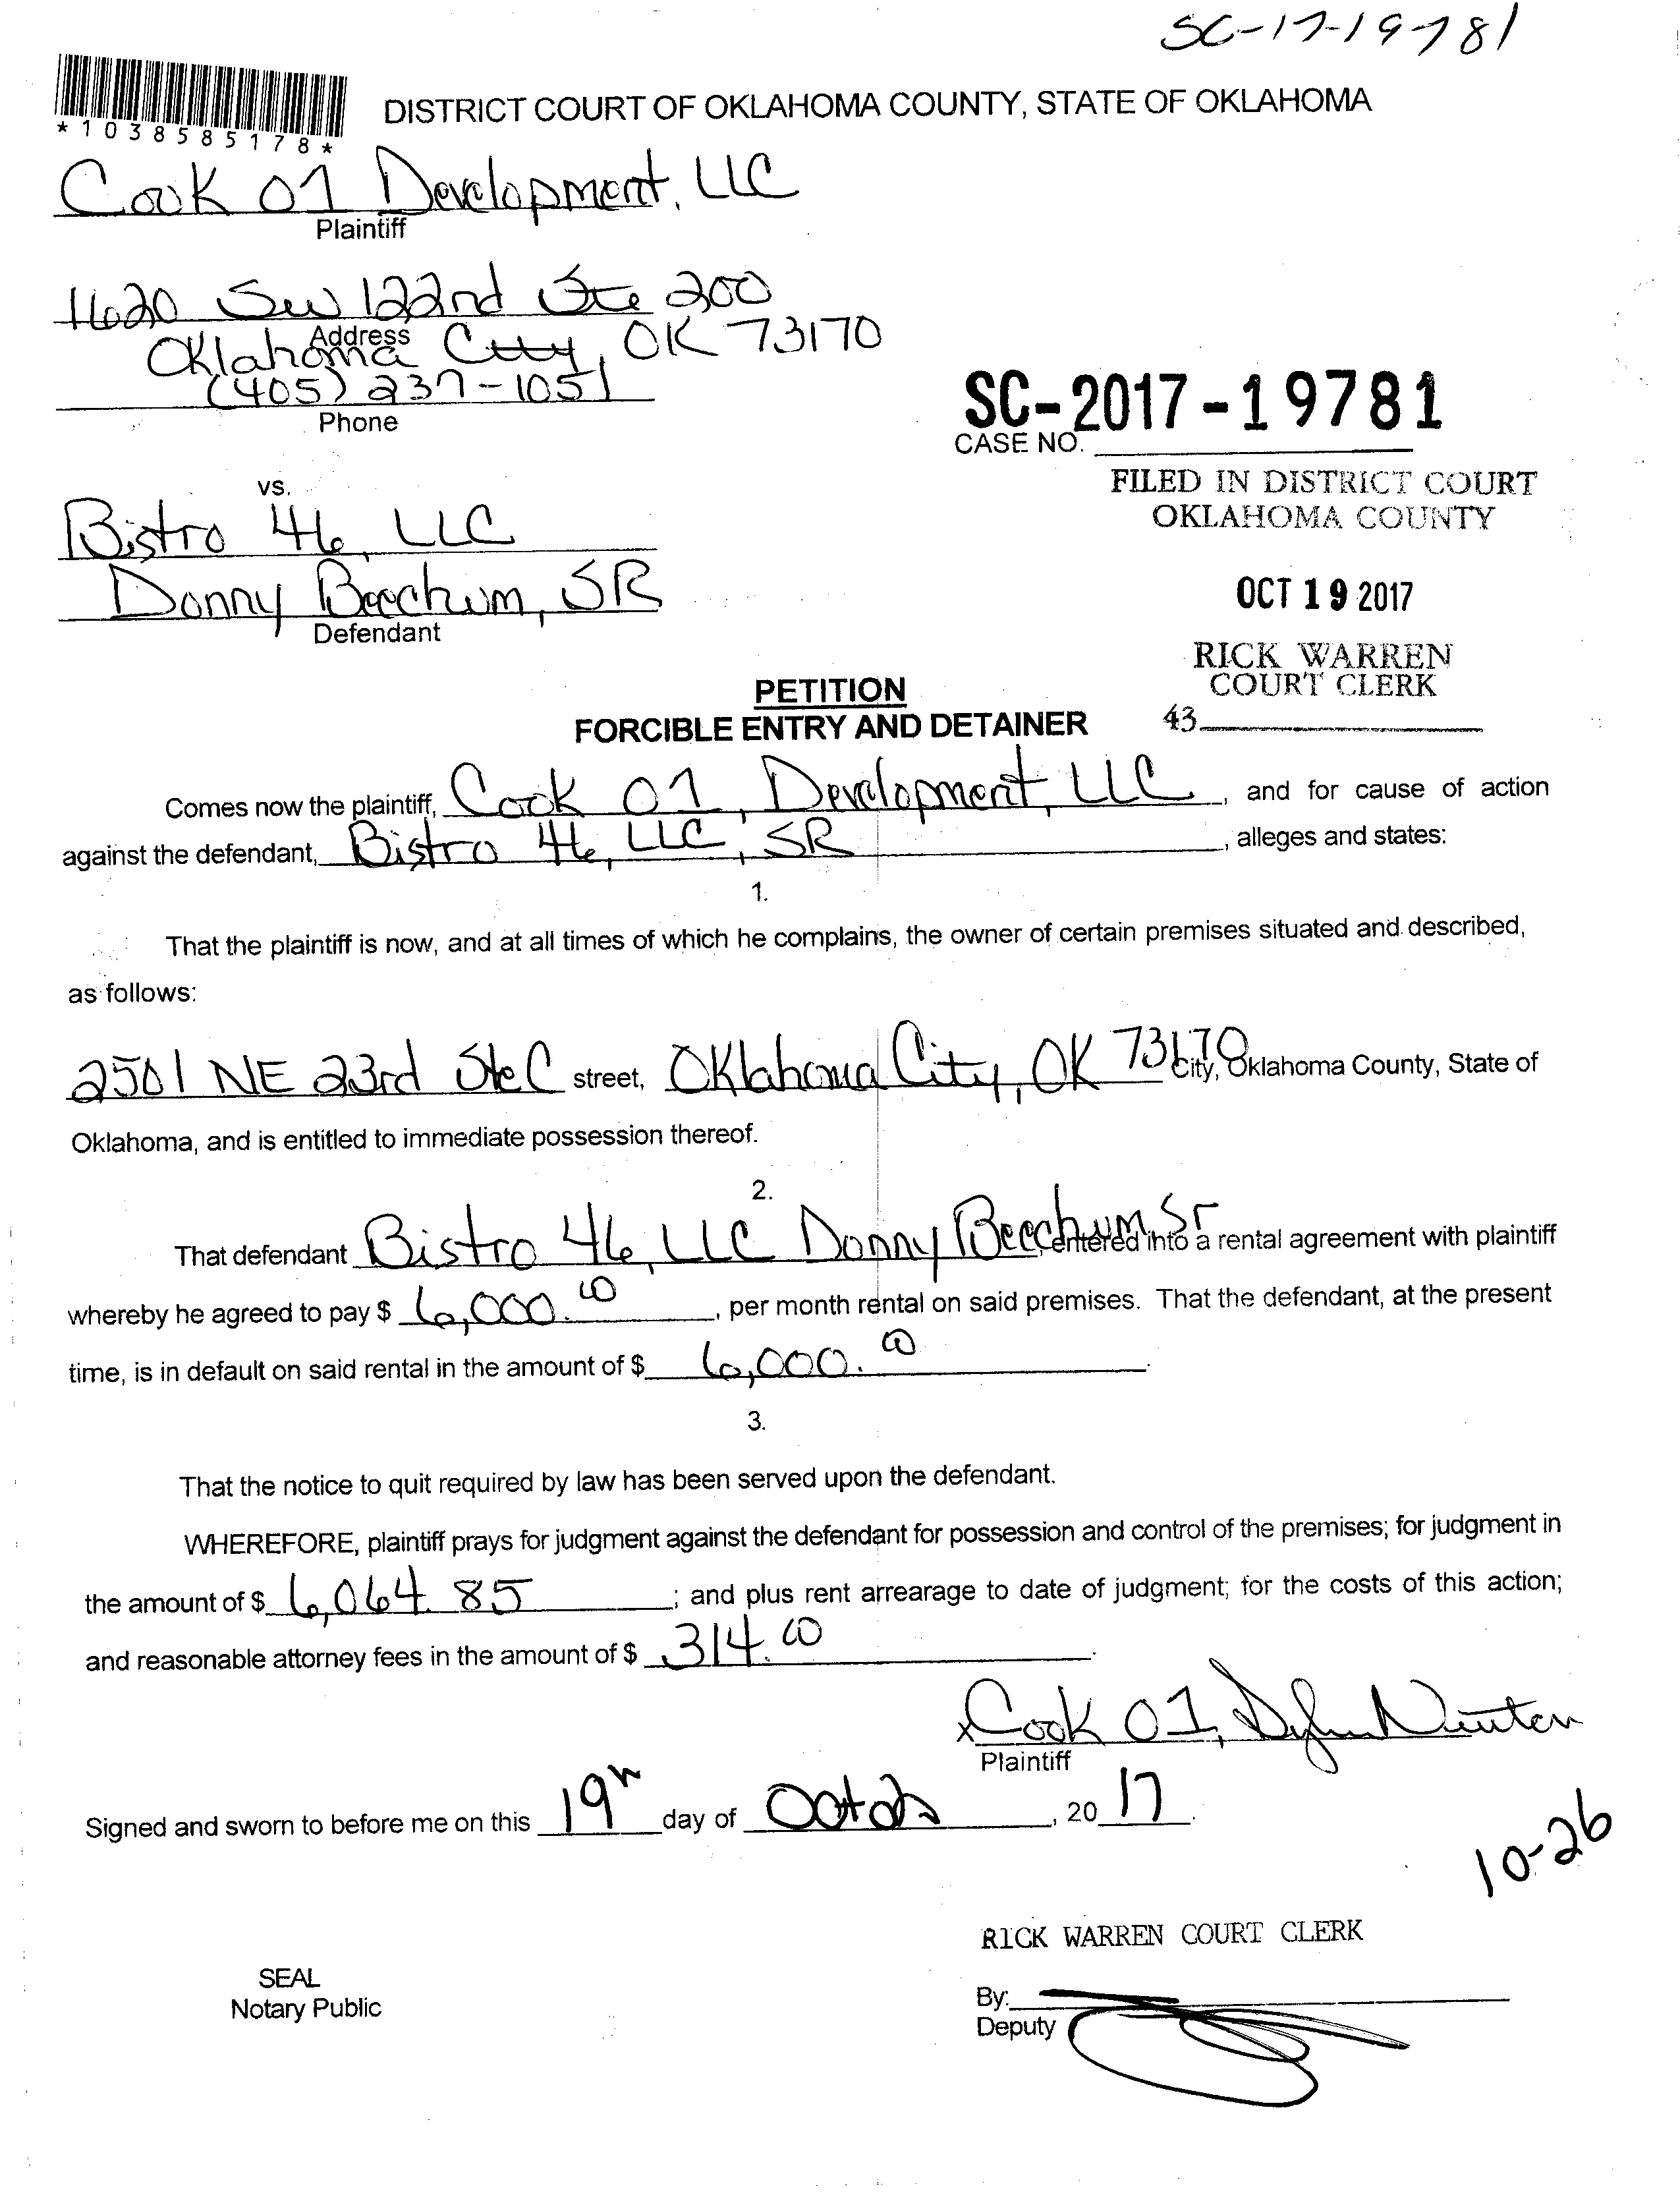 SC-17-19781
*1038585178*
DISTRICT COURT OF OKLAHOMA COUNTY, STATE OF OKLAHOMA
Cook 01 Development, LLC
Plaintiff
1620 SW 122nd Ste 200
Address
Oklahoma City, OK 73170
(405) 237-1051
Phone
SC-2017-19781
CASE NO.
FILED IN DISTRICT COURT
OKLAHOMA COUNTY
vs.
Bistro 46, LLC
OCT 19 2017
Donny Beechum, SR
Defendant
RICK WARREN
COURT CLERK
43
PETITION
FORCIBLE ENTRY AND DETAINER
Comes now the plaintiff, Cook 01, Development, LLC, and for cause of action
against the defendant, Bistro 46, LLC, SR, alleges and states:
1.
That the plaintiff is now, and at all times of which he complains, the owner of certain premises situated and described,
as follows:
2501 NE 23rd Ste C street, Oklahoma City, OK 73170 City, Oklahoma County, State of
Oklahoma, and is entitled to immediate possession thereof.
2.
That defendant Bistro 46, LLC Donny Beechum, Sr entered into a rental agreement with plaintiff
whereby he agreed to pay $ 6,000.00, per month rental on said premises. That the defendant, at the present
time, is in default on said rental in the amount of $ 6,000.00.
3.
That the notice to quit required by law has been served upon the defendant.
WHEREFORE, plaintiff prays for judgment against the defendant for possession and control of the premises; for judgment in
the amount of $ 6,064.85; and plus rent arrearage to date of judgment; for the costs of this action;
and reasonable attorney fees in the amount of $ 314.00.
x Cook 01, Newton
Plaintiff
Signed and sworn to before me on this 19th day of October, 2017.
10-26
RICK WARREN COURT CLERK
SEAL
Notary Public
By:
Deputy